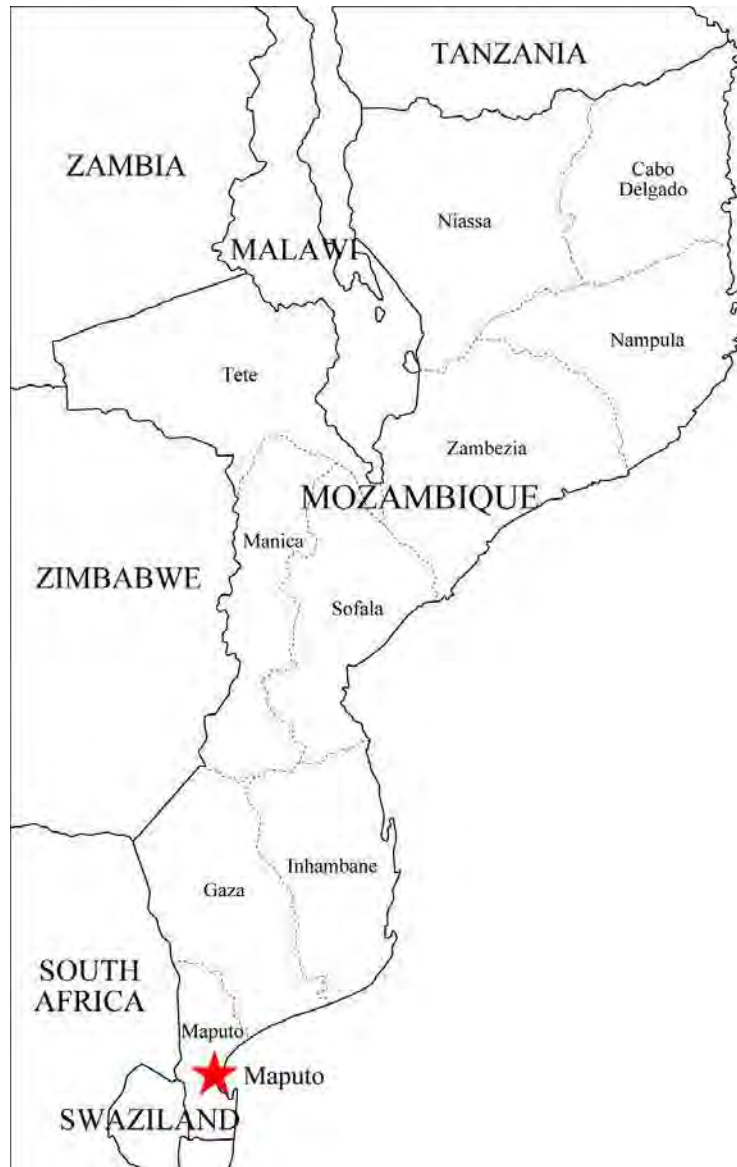 TANZANIA
ZAMBIA
Cabo
Delgado
Niassa
MALAWI
Nampula
Tete
Zambezia
MOZAMBIQUE
Manica
ZIMBABWE
Sofala
Inhambane
Gaza
SOUTH
AFRICA
Maputo
Maputo
SWAZILAND